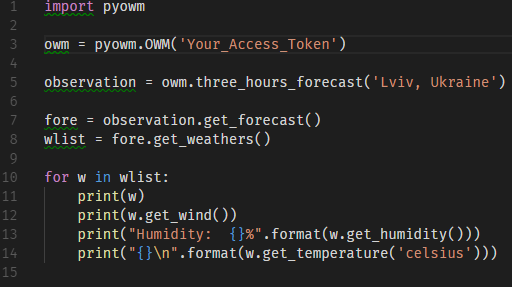 1 import pyowm
2
3 owm = pyowm.OWM('Your_Access_Token')
4
5 observation = owm.three_hours_forecast('Lviv, Ukraine')
6
7 fore = observation.get_forecast()
8 wlist = fore.get_weathers()
9
10 for w in wlist:
11     print(w)
12     print(w.get_wind())
13     print("Humidity:  {}%".format(w.get_humidity()))
14     print("{}\n".format(w.get_temperature('celsius')))
15